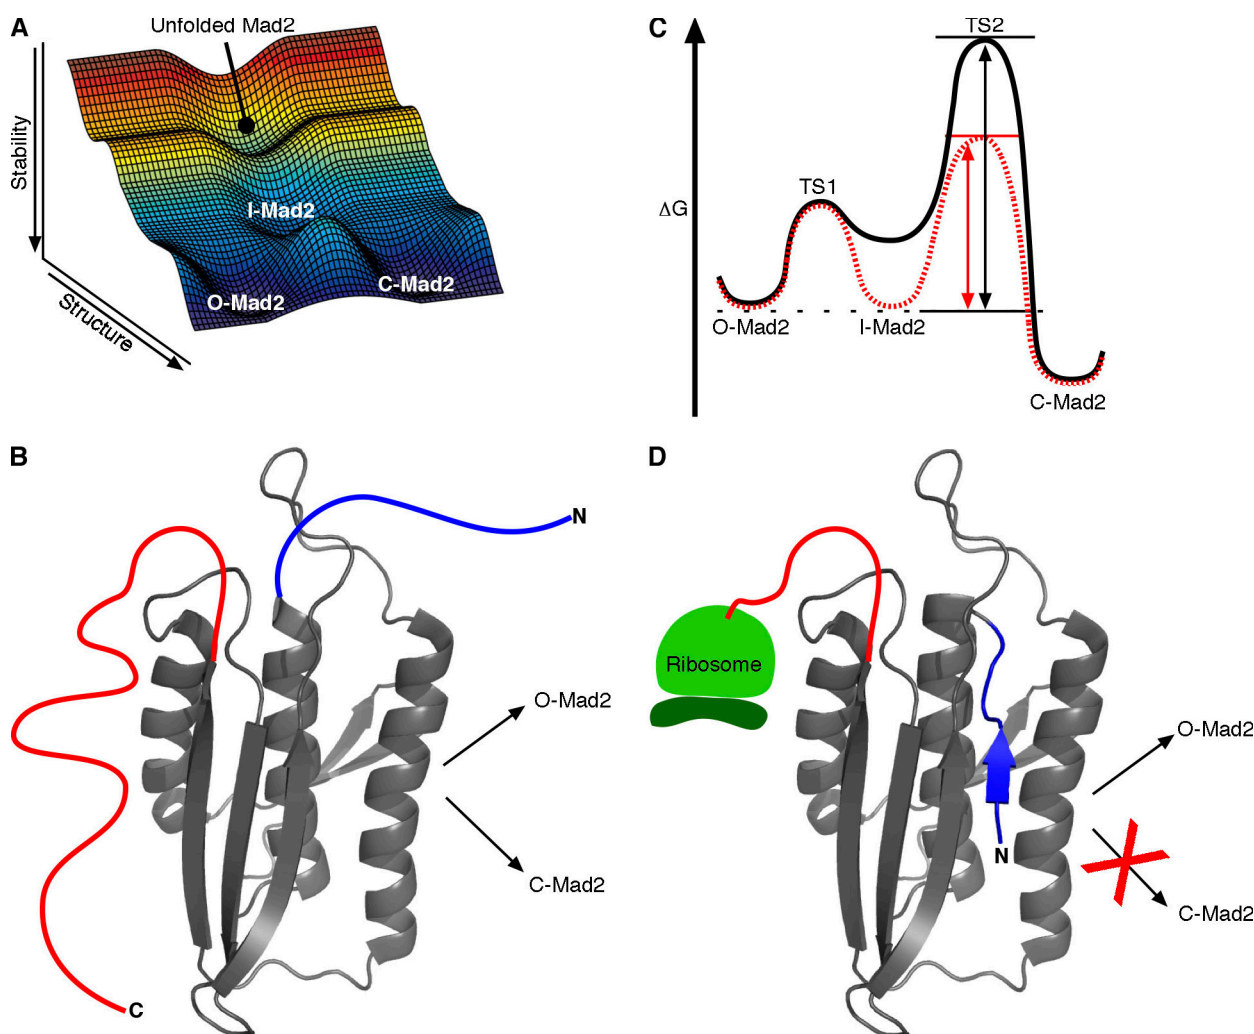 A
Unfolded Mad2
Stability
Structure
I-Mad2
O-Mad2
C-Mad2
C
ΔG
TS1
TS2
O-Mad2
I-Mad2
C-Mad2
B
N
O-Mad2
C-Mad2
C
D
Ribosome
N
O-Mad2
C-Mad2